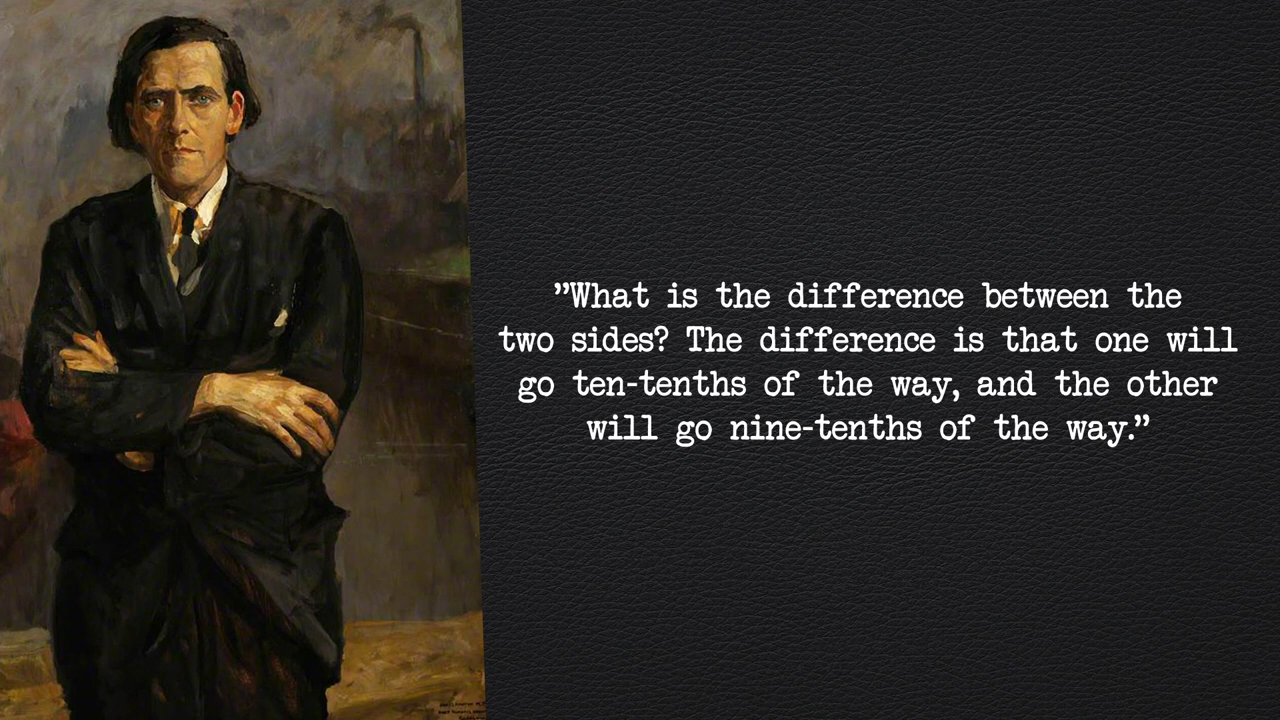 ”What is the difference between the
two sides? The difference is that one will
go ten-tenths of the way, and the other
will go nine-tenths of the way.”